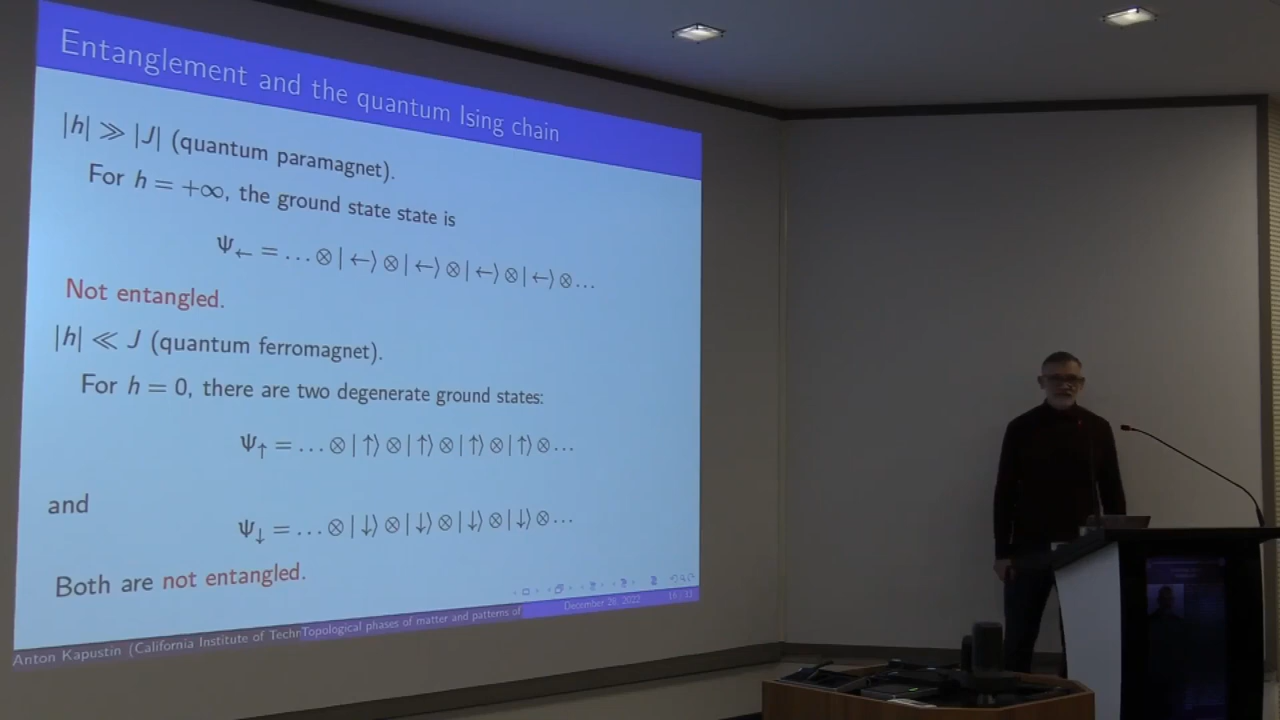 Entanglement and the quantum Ising chain
|h| ≫ |J| (quantum paramagnet).
For h = +∞, the ground state state is
Ψ← = … ⊗ | ←⟩ ⊗ | ←⟩ ⊗ | ←⟩ ⊗ | ←⟩ ⊗ …
Not entangled.
|h| ≪ J (quantum ferromagnet).
For h = 0, there are two degenerate ground states:
Ψ↑ = … ⊗ | ↑⟩ ⊗ | ↑⟩ ⊗ | ↑⟩ ⊗ | ↑⟩ ⊗ …
and
Ψ↓ = … ⊗ | ↓⟩ ⊗ | ↓⟩ ⊗ | ↓⟩ ⊗ | ↓⟩ ⊗ …
Both are not entangled.
Anton Kapustin (California Institute of Techn Topological phases of matter and patterns of December 2022